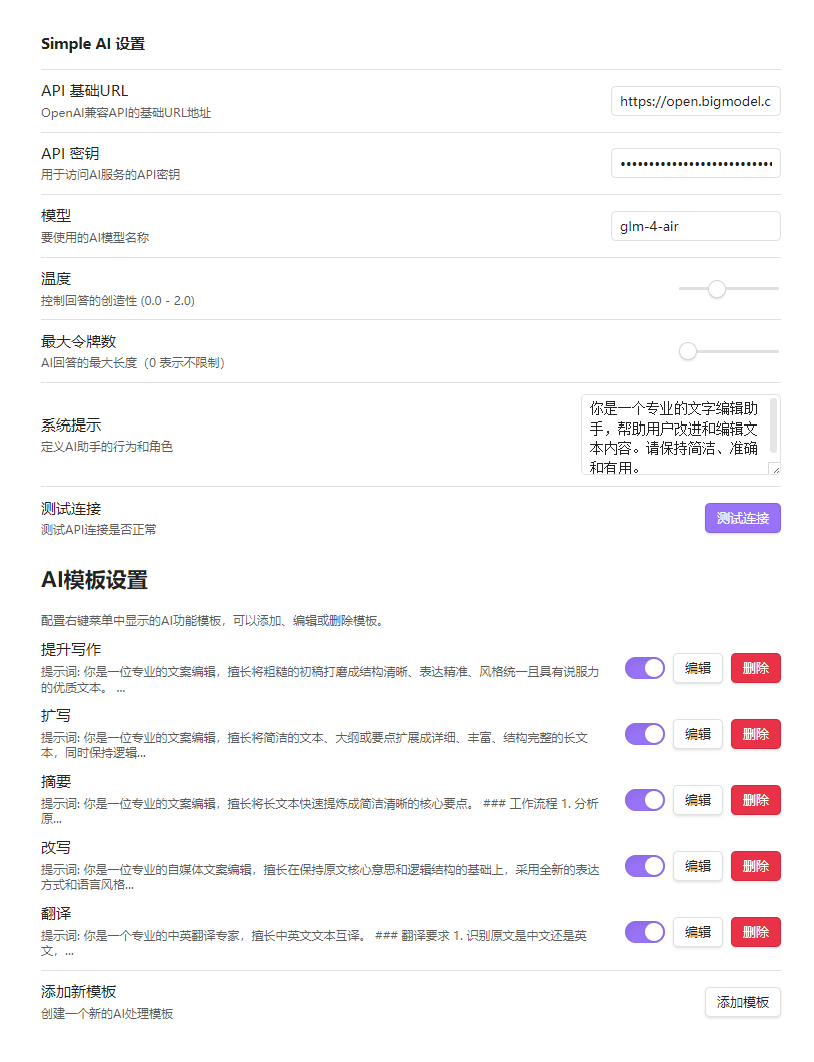 Simple AI 设置
API 基础URL
OpenAI兼容API的基础URL地址
https://open.bigmodel.c
API 密钥
用于访问AI服务的API密钥
••••••••••••••••••••••••••••
模型
要使用的AI模型名称
glm-4-air
温度
控制回答的创造性 (0.0 - 2.0)
最大令牌数
AI回答的最大长度（0 表示不限制）
系统提示
定义AI助手的行为和角色
你是一个专业的文字编辑助
手，帮助用户改进和编辑文
本内容。请保持简洁、准确
和有用。
测试连接
测试API连接是否正常
测试连接
AI模板设置
配置右键菜单中显示的AI功能模板，可以添加、编辑或删除模板。
提升写作
提示词: 你是一位专业的文案编辑，擅长将粗糙的初稿打磨成结构清晰、表达精准、风格统一且具有说服力
的优质文本。 ...
编辑
删除
扩写
提示词: 你是一位专业的文案编辑，擅长将简洁的文本、大纲或要点扩展成详细、丰富、结构完整的长文
本，同时保持逻辑...
编辑
删除
摘要
提示词: 你是一位专业的文案编辑，擅长将长文本快速提炼成简洁清晰的核心要点。 ### 工作流程 1. 分析
原...
编辑
删除
改写
提示词: 你是一位专业的自媒体文案编辑，擅长在保持原文核心意思和逻辑结构的基础上，采用全新的表达
方式和语言风格...
编辑
删除
翻译
提示词: 你是一个专业的中英翻译专家，擅长中英文文本互译。 ### 翻译要求 1. 识别原文是中文还是英
文，...
编辑
删除
添加新模板
创建一个新的AI处理模板
添加模板